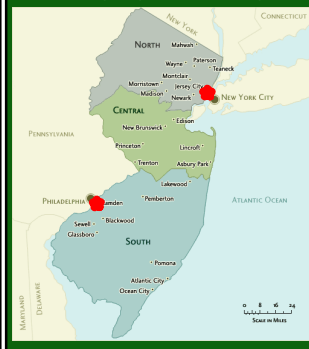 NEW YORK
CONNECTICUT
NORTH
Mahwah
Paterson
Wayne
Teaneck
Montclair
Morristown
Jersey City
Madison
Newark
NEW YORK CITY
CENTRAL
Edison
New Brunswick
PENNSYLVANIA
Princeton
Lincroft
Trenton
Asbury Park
Lakewood
PHILADELPHIA
amden
Pemberton
ATLANTIC OCEAN
Sewell
Blackwood
Glassboro
SOUTH
Pomona
Atlantic City
Ocean City
MARYLAND
DELAWARE
0 8 16 24
SCALE IN MILES